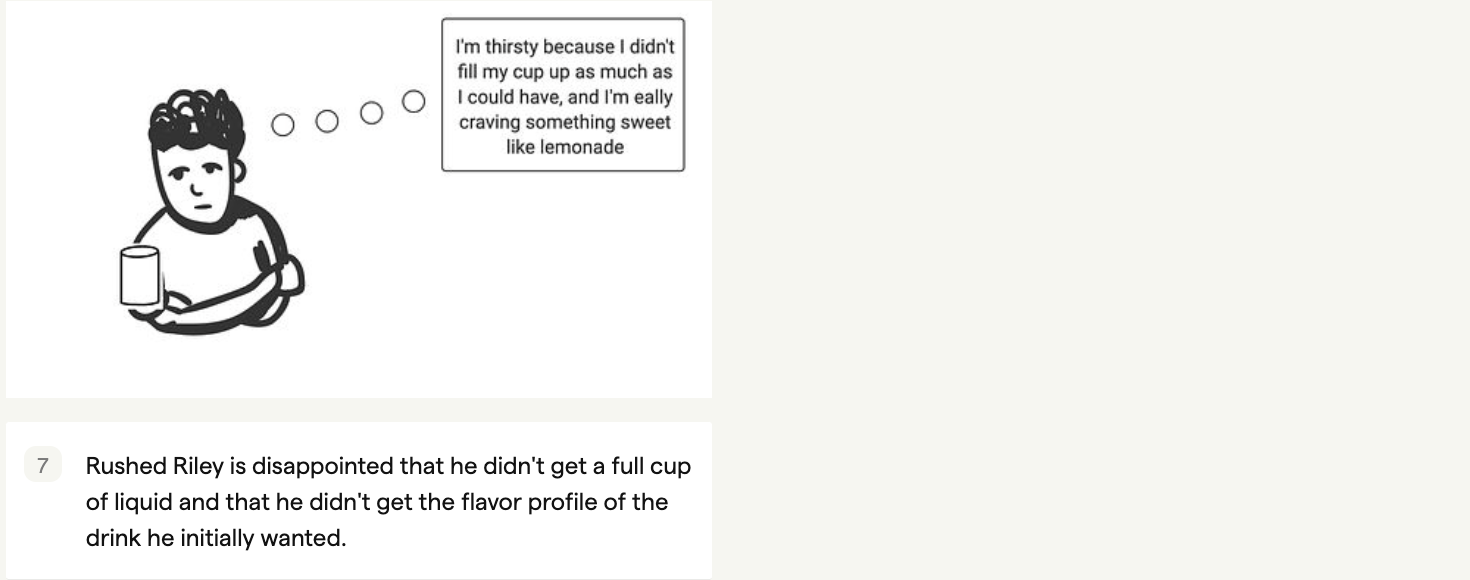 I'm thirsty because I didn't
fill my cup up as much as
I could have, and I'm eally
craving something sweet
like lemonade
7
Rushed Riley is disappointed that he didn't get a full cup
of liquid and that he didn't get the flavor profile of the
drink he initially wanted.